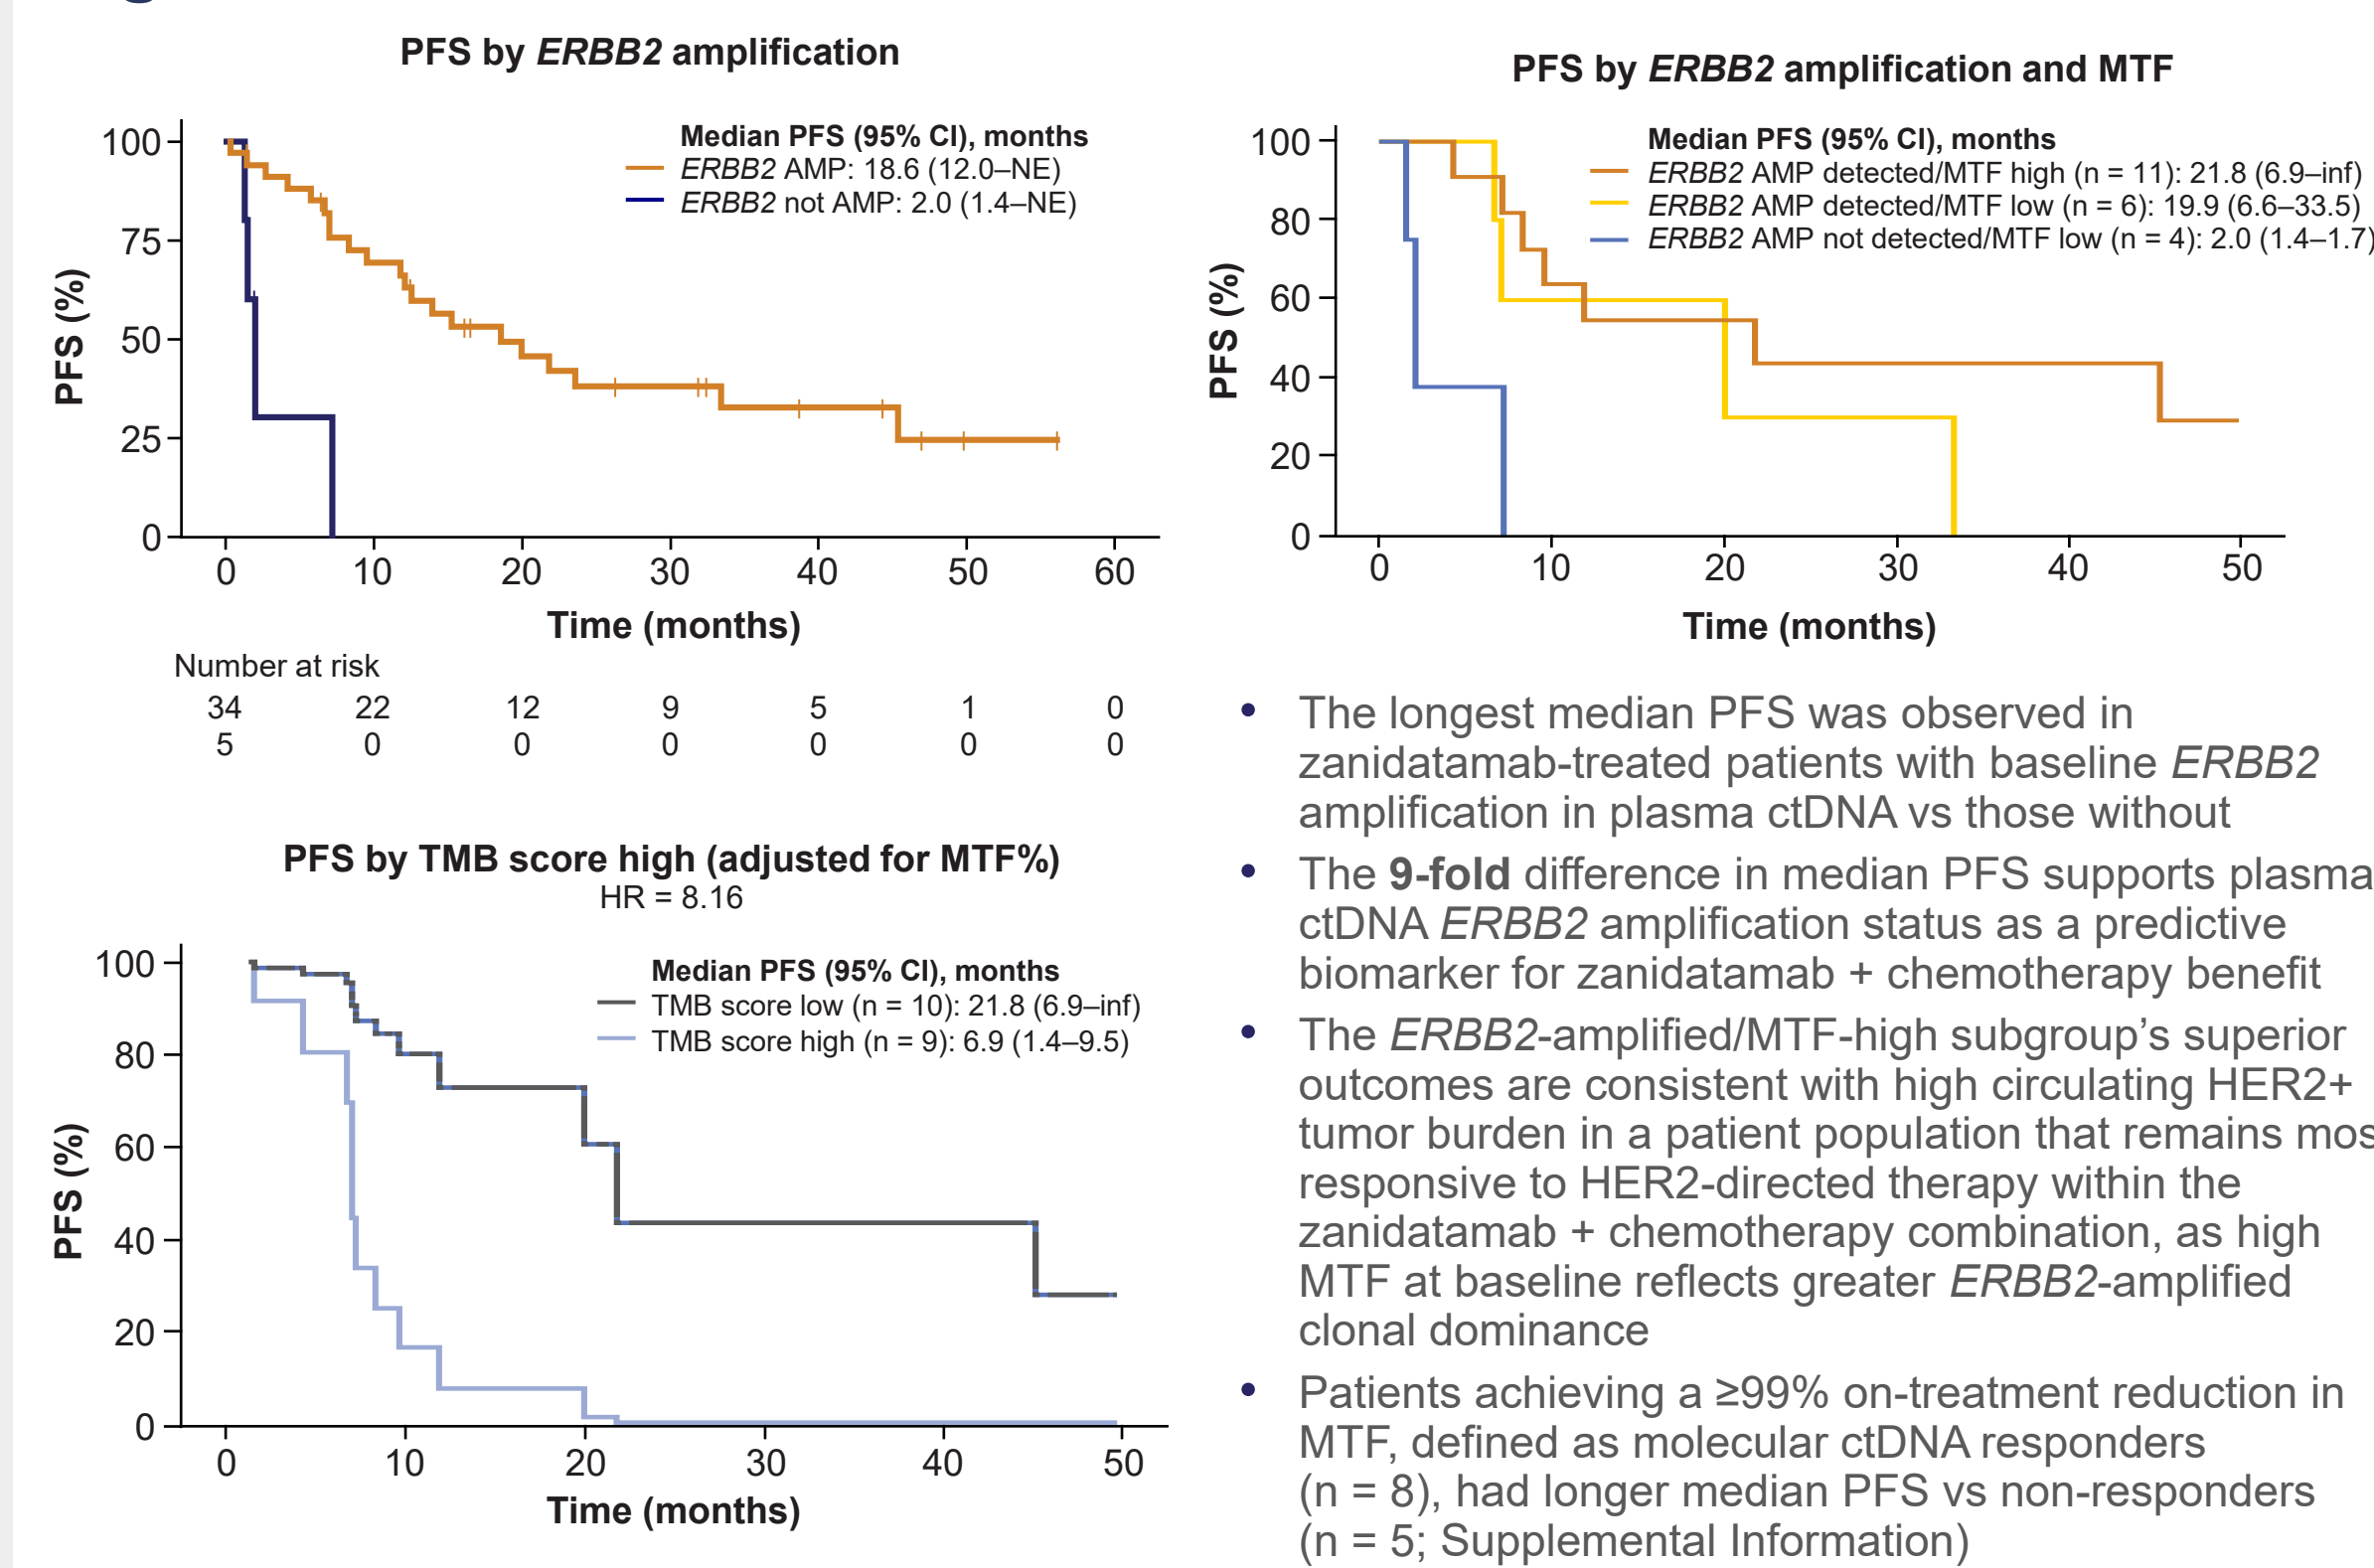 PFS by ERBB2 amplification
Median PFS (95% CI), months
ERBB2 AMP: 18.6 (12.0–NE)
ERBB2 not AMP: 2.0 (1.4–NE)
PFS (%)
100
75
50
25
0
0 10 20 30 40 50 60
Time (months)
Number at risk
34 22 12 9 5 1 0
5 0 0 0 0 0 0
PFS by TMB score high (adjusted for MTF%)
HR = 8.16
Median PFS (95% CI), months
TMB score low (n = 10): 21.8 (6.9–inf)
TMB score high (n = 9): 6.9 (1.4–9.5)
PFS (%)
100
80
60
40
20
0
0 10 20 30 40 50
Time (months)
PFS by ERBB2 amplification and MTF
Median PFS (95% CI), months
ERBB2 AMP detected/MTF high (n = 11): 21.8 (6.9–inf)
ERBB2 AMP detected/MTF low (n = 6): 19.9 (6.6–33.5)
ERBB2 AMP not detected/MTF low (n = 4): 2.0 (1.4–1.7)
PFS (%)
100
80
60
40
20
0
0 10 20 30 40 50
Time (months)
• The longest median PFS was observed in
zanidatamab-treated patients with baseline ERBB2
amplification in plasma ctDNA vs those without
• The 9-fold difference in median PFS supports plasma
ctDNA ERBB2 amplification status as a predictive
biomarker for zanidatamab + chemotherapy benefit
• The ERBB2-amplified/MTF-high subgroup’s superior
outcomes are consistent with high circulating HER2+
tumor burden in a patient population that remains mos
responsive to HER2-directed therapy within the
zanidatamab + chemotherapy combination, as high
MTF at baseline reflects greater ERBB2-amplified
clonal dominance
• Patients achieving a ≥99% on-treatment reduction in
MTF, defined as molecular ctDNA responders
(n = 8), had longer median PFS vs non-responders
(n = 5; Supplemental Information)